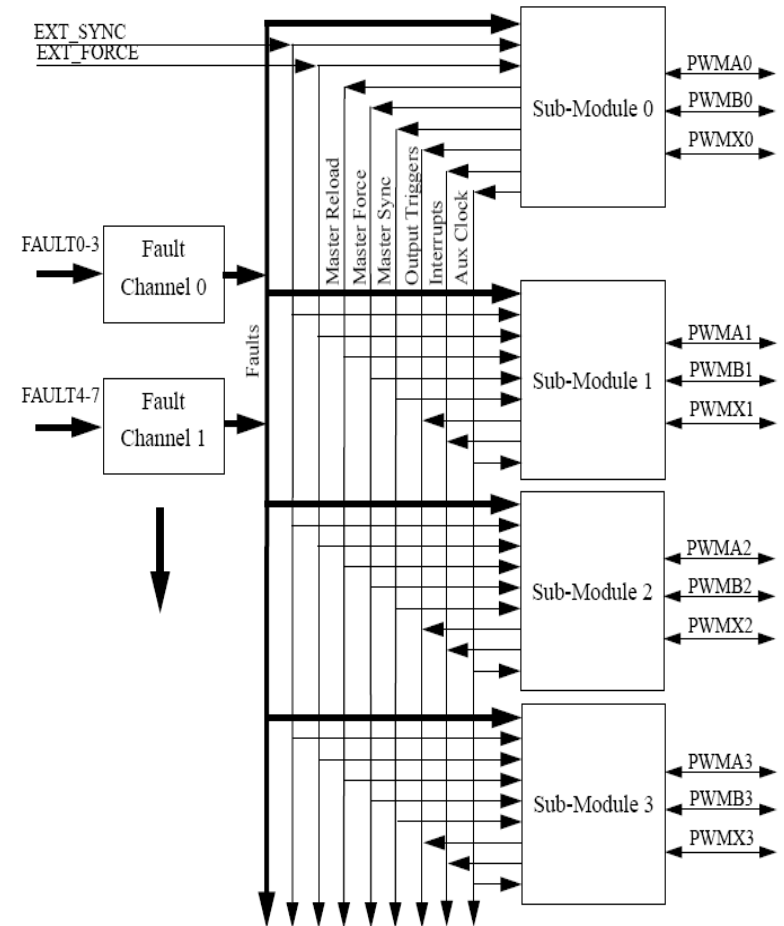 EXT_SYNC
EXT_FORCE
PWMA0
PWMB0
PWMX0
Sub-Module 0
Master Reload
Master Force
Master Sync
Output Triggers
Interrupts
Aux Clock
FAULT0-3
Fault
Channel 0
Faults
PWMA1
PWMB1
PWMX1
Sub-Module 1
FAULT4-7
Fault
Channel 1
PWMA2
PWMB2
PWMX2
Sub-Module 2
PWMA3
PWMB3
PWMX3
Sub-Module 3